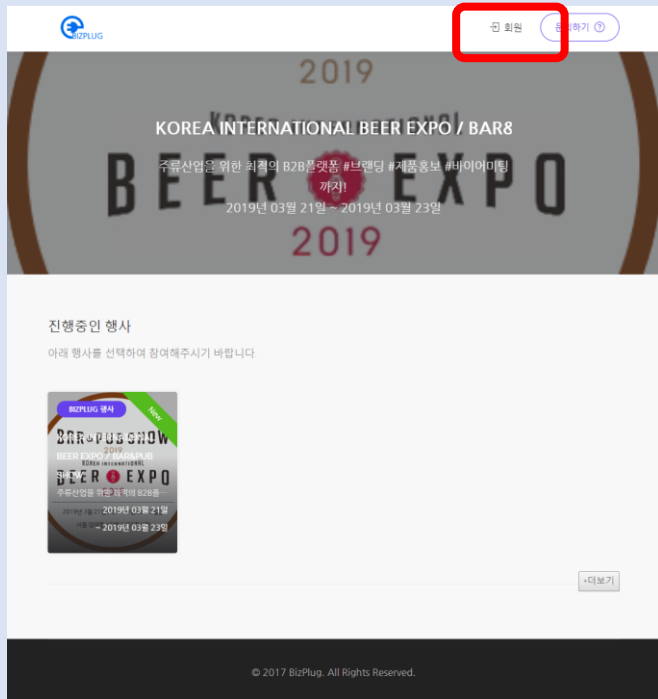 BIZPLUG
회원
문의하기
2019
KOREA INTERNATIONAL BEER EXPO / BAR8
주류산업을 위한 최적의 B2B플랫폼 #브랜딩 #제품홍보 #바이어미팅
까지!
BEER EXPO
2019년 03월 21일 ~ 2019년 03월 23일
2019
진행중인 행사
아래 행사를 선택하여 참여해주시기 바랍니다
BIZPLUG 행사
New
BAR & PUB SHOW
2019
BEER EXPO / BAR&PUB
KOREA INTERNATIONAL
SHOW
BEER EXPO
주류산업을 위한 최적의 B2B플···
2019년 03월 21일
~ 2019년 03월 23일
+더보기
© 2017 BizPlug. All Rights Reserved.